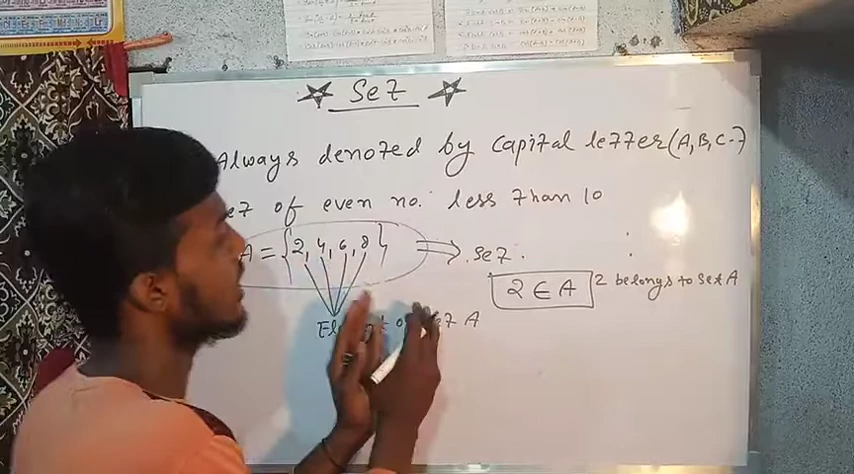 Set
Always denoted by capital letter (A, B, C..)
set of even no. less than 10
A = {2, 4, 6, 8} ⇒ set.
2 ∈ A 2 belongs to set A
set A